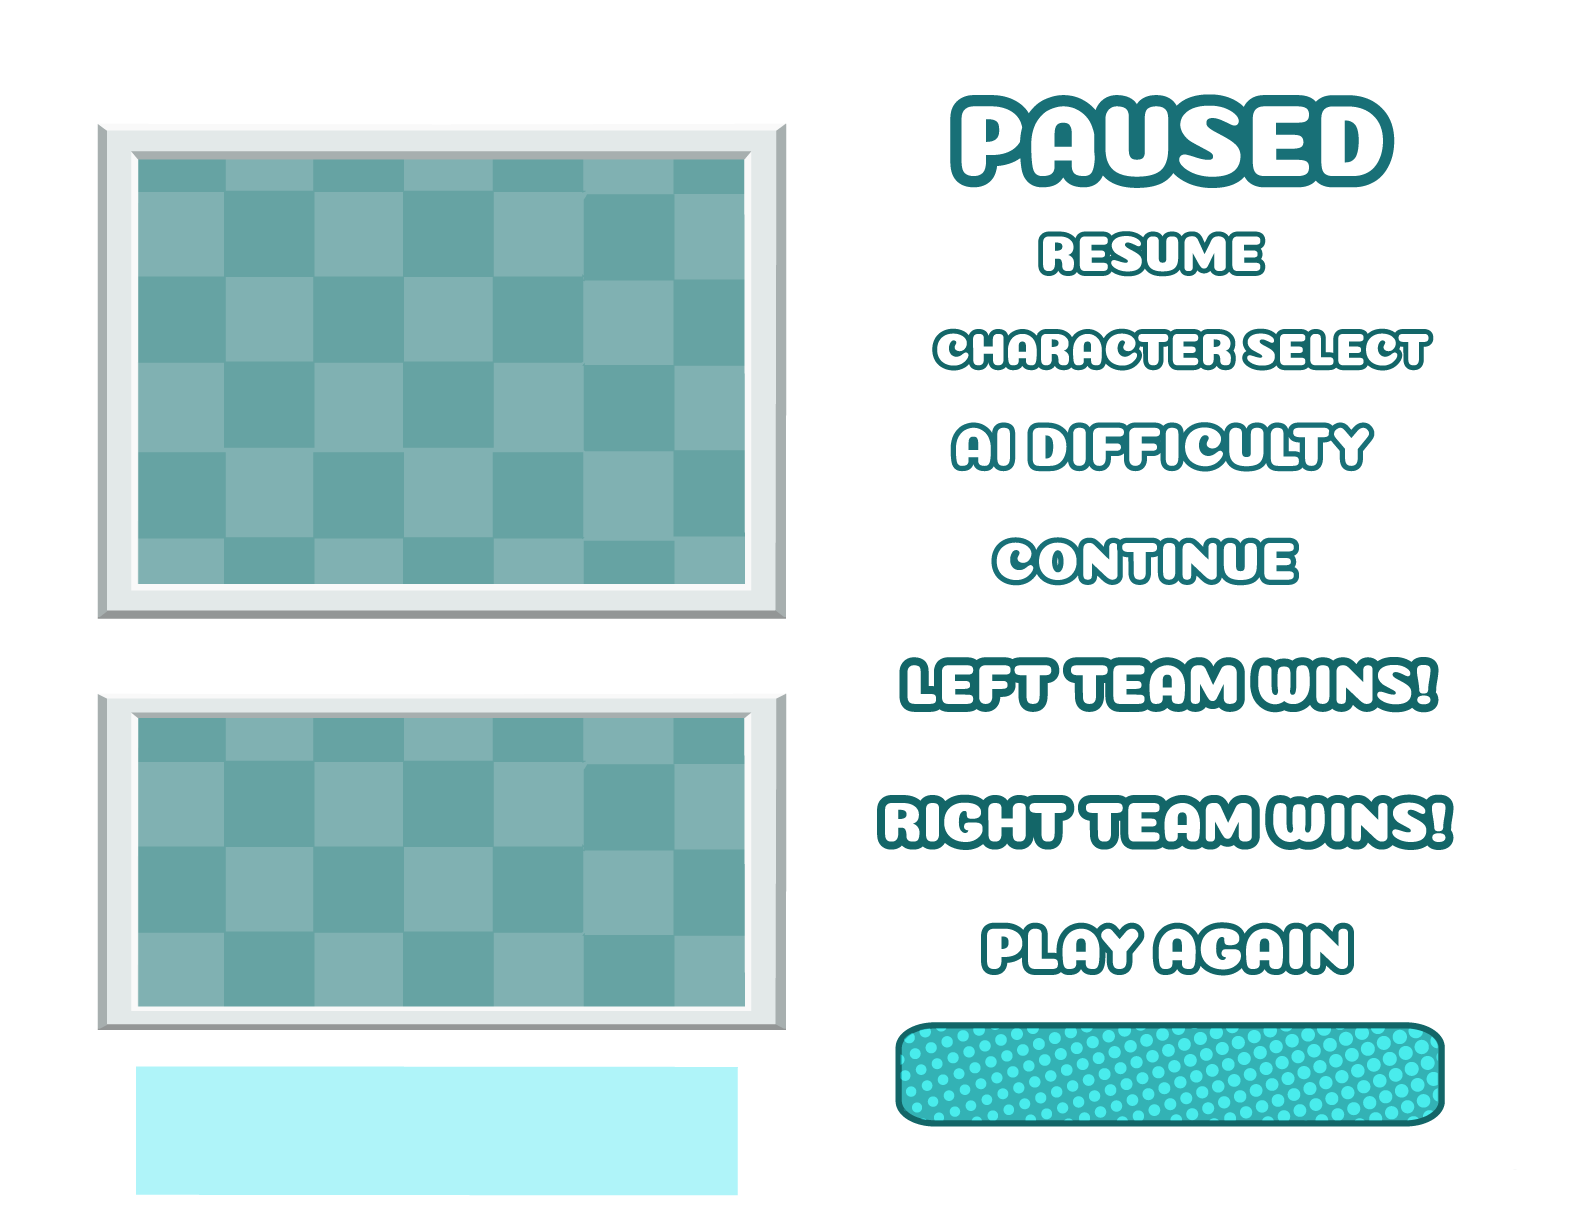 PAUSED
RESUME
CHARACTER SELECT
AI DIFFICULTY
CONTINUE
LEFT TEAM WINS!
RIGHT TEAM WINS!
PLAY AGAIN